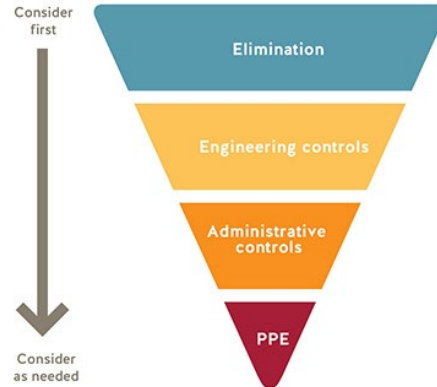 Consider
first
Elimination
Engineering controls
Administrative
controls
PPE
Consider
as needed